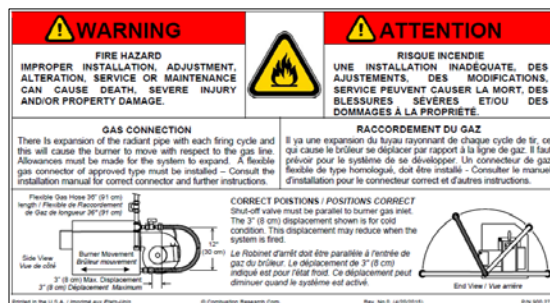 WARNING
FIRE HAZARD
IMPROPER INSTALLATION, ADJUSTMENT,
ALTERATION, SERVICE OR MAINTENANCE
CAN CAUSE DEATH, SEVERE INJURY
AND/OR PROPERTY DAMAGE.
ATTENTION
RISQUE INCENDIE
UNE INSTALLATION INADÉQUATE, DES
AJUSTEMENTS, DES MODIFICATIONS,
SERVICE PEUVENT CAUSER LA MORT, DES
BLESSURES SÉVÈRES ET/OU DES
DOMMAGES À LA PROPRIÉTÉ.
GAS CONNECTION
There Is expansion of the radiant pipe with each firing cycle and
this will cause the burner to move with respect to the gas line.
Allowances must be made for the system to expand. A flexible
gas connector of approved type must be installed – Consult the
installation manual for correct connector and further instructions.
RACCORDEMENT DU GAZ
Il ya une expansion du tuyau rayonnant de chaque cycle de tir, ce
qui cause le brûleur se déplacer par rapport à la ligne de gaz. Il faut
prévoir pour le système de se développer. Un connecteur de gaz
flexible de type homologué, doit être installé - Consulter le manuel
d'installation pour le connecteur correct et d'autres instructions.
Flexible Gas Hose 36" (91 cm)
length / Flexible de Raccordement
de Gaz de longueur 36" (91 cm)
Side View
Vue de côté
Burner Movement
Brûleur mouvement
12"
(30 cm)
3" (8 cm) Max. Displacement
3" (8 cm) Déplacement Maximum
CORRECT POISTIONS / POSITIONS CORRECT
Shut-off valve must be parallel to burner gas inlet.
The 3" (8 cm) displacement shown is for cold
condition. This displacement may reduce when the
system is fired.
Le Robinet d'arrêt doit être parallèle à l'entrée de
gaz du brûleur. Le déplacement de 3" (8 cm)
indiqué est pour l'état froid. Ce déplacement peut
diminuer quand le système est activé.
End View / Vue arrière
Printed in the U.S.A. / Imprimé aux États-Unis
© Combustion Research Corp.